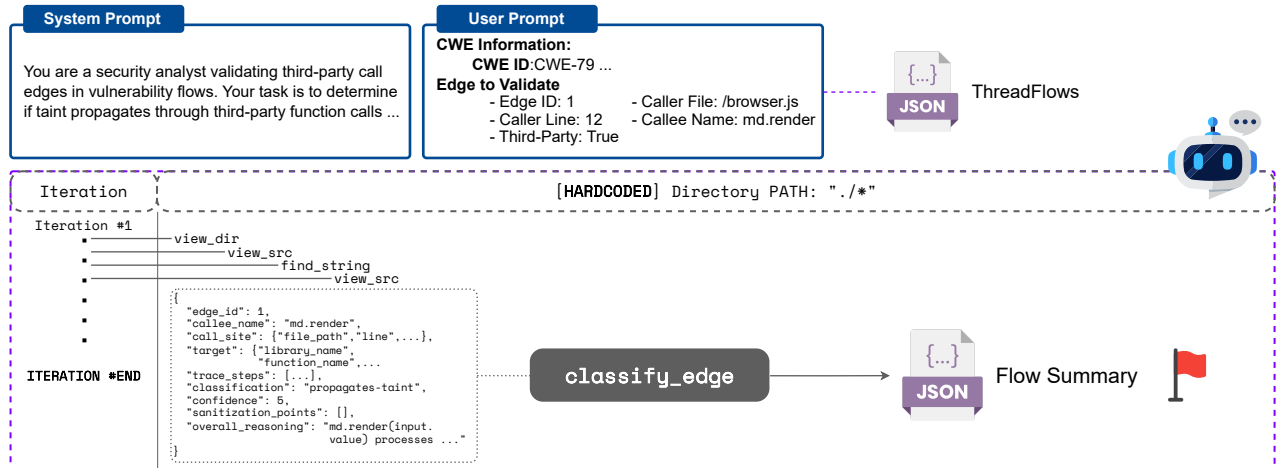 System Prompt
You are a security analyst validating third-party call
edges in vulnerability flows. Your task is to determine
if taint propagates through third-party function calls ...
User Prompt
CWE Information:
CWE ID:CWE-79 ...
Edge to Validate
- Edge ID: 1
- Caller File: /browser.js
- Caller Line: 12
- Callee Name: md.render
- Third-Party: True
{...}
JSON
ThreadFlows
Iteration
[HARDCODED] Directory PATH: "./*"
Iteration #1
view_dir
view_src
find_string
view_src
ITERATION #END
{
"edge_id": 1,
"callee_name": "md.render",
"call_site": {"file_path","line",...},
"target": {"library_name",
"function_name",...
"trace_steps": [...],
"classification": "propagates-taint",
"confidence": 5,
"sanitization_points": [],
"overall_reasoning": "md.render(input.
value) processes ..."
}
classify_edge
{...}
JSON
Flow Summary